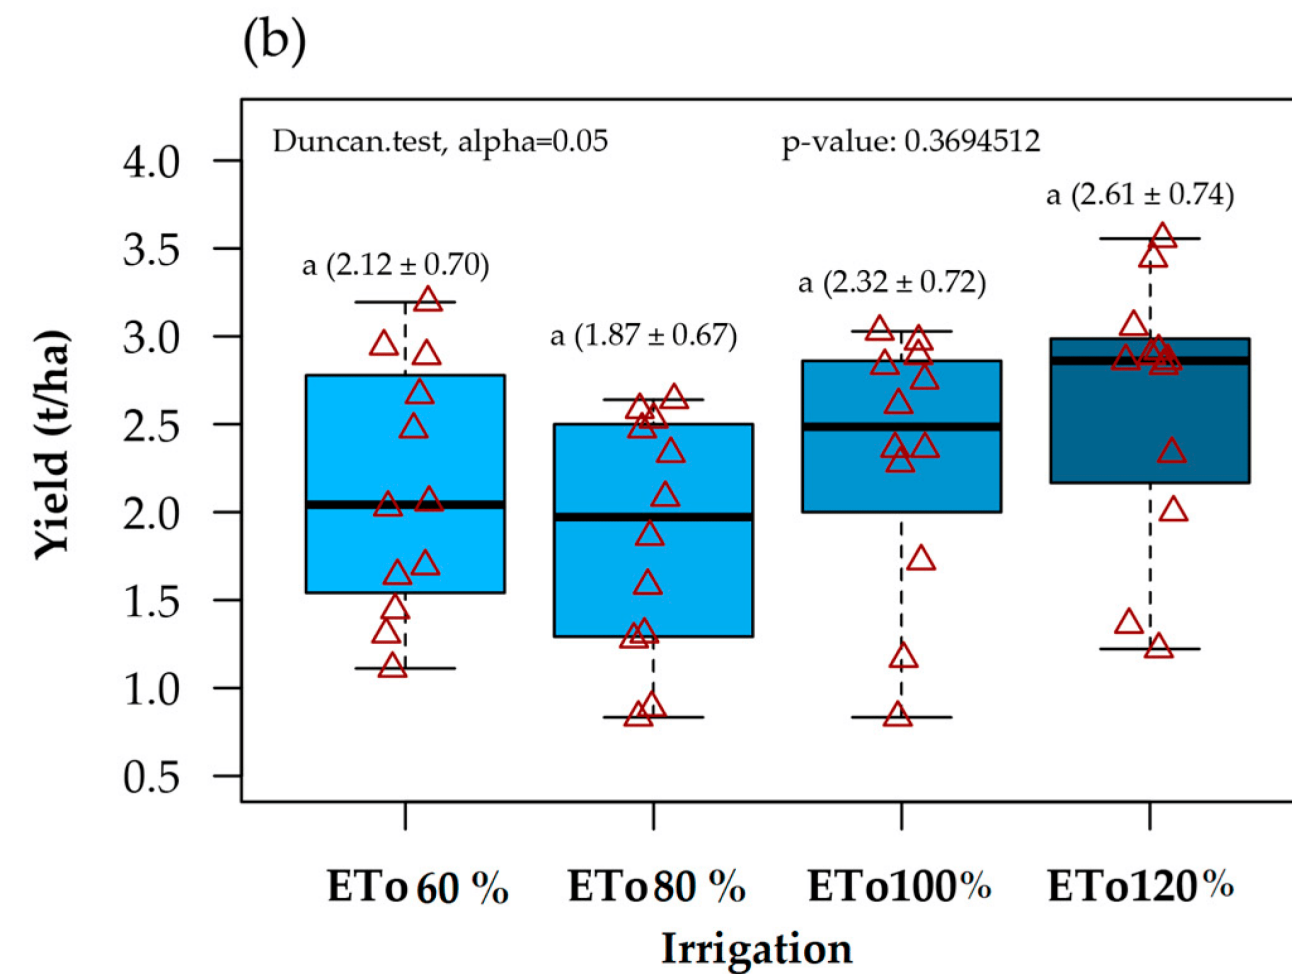 (b)
Duncan.test, alpha=0.05 p-value: 0.3694512
a (2.12 ± 0.70)
a (1.87 ± 0.67)
a (2.32 ± 0.72)
a (2.61 ± 0.74)
Yield (t/ha)
4.0
3.5
3.0
2.5
2.0
1.5
1.0
0.5
ETo 60 % ETo 80 % ETo100% ETo120%
Irrigation